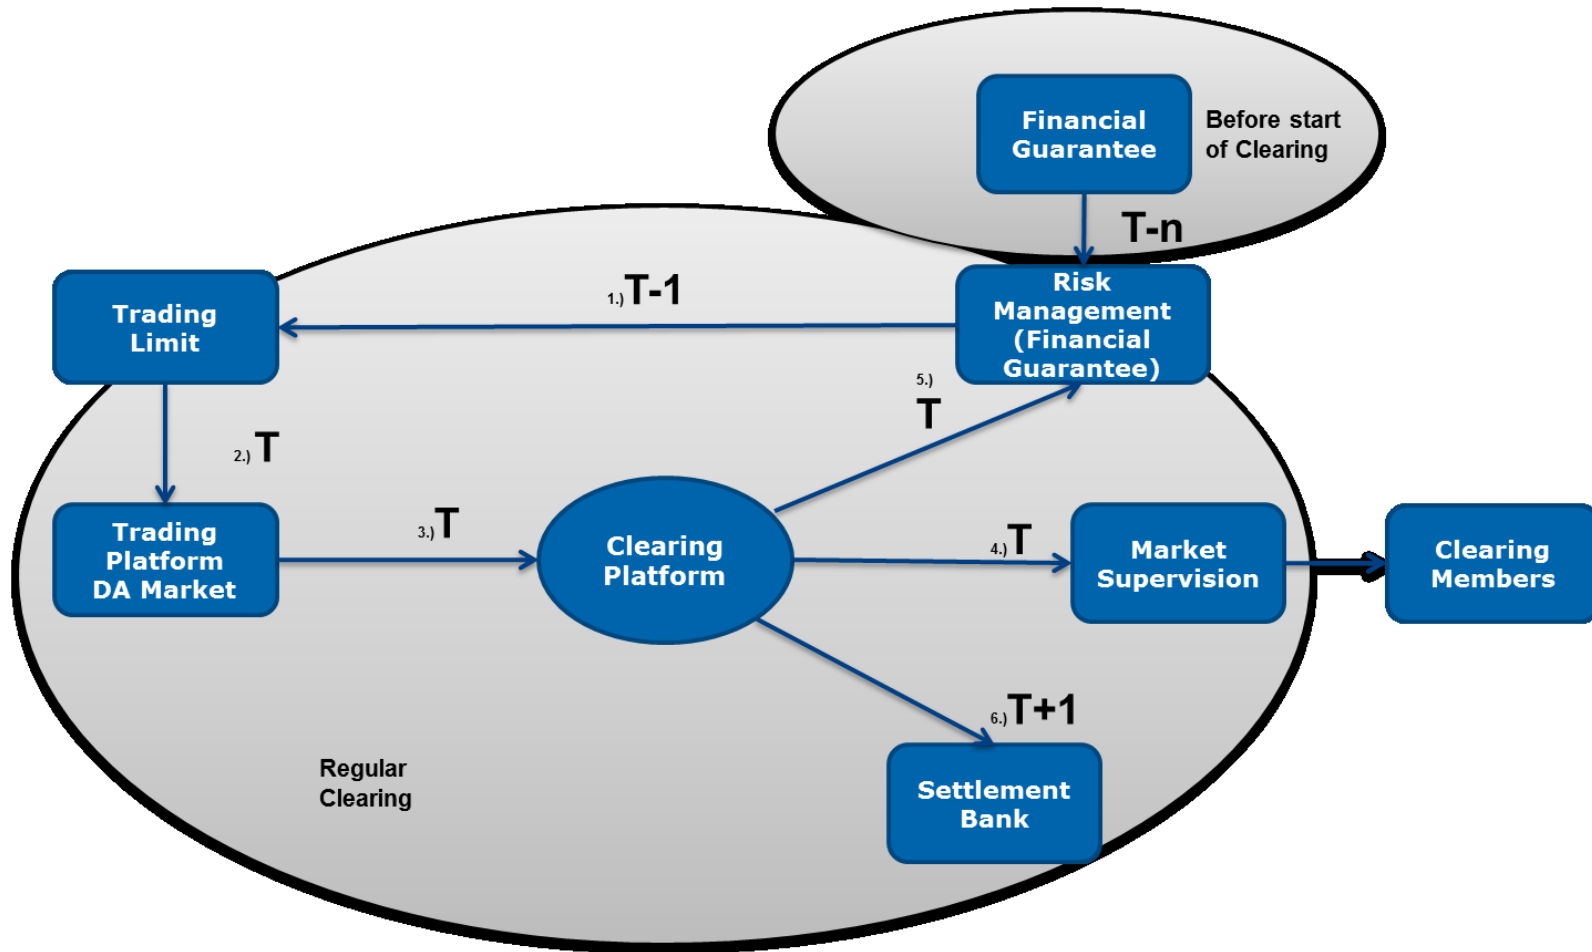 Financial
Guarantee
Before start
of Clearing
T-n
Risk
Management
(Financial
Guarantee)
1.) T-1
Trading
Limit
5.)
T
2.) T
Trading
Platform
DA Market
3.) T
Clearing
Platform
4.) T
Market
Supervision
Clearing
Members
6.) T+1
Regular
Clearing
Settlement
Bank